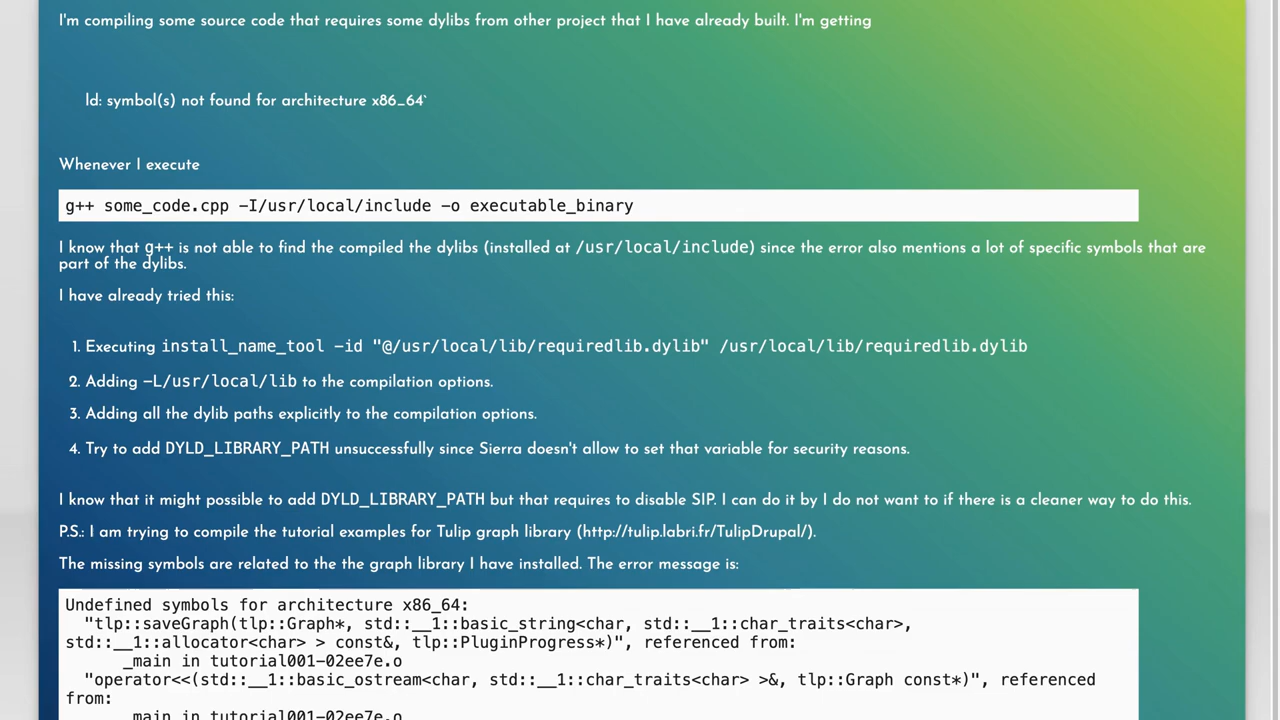 I'm compiling some source code that requires some dylibs from other project that I have already built. I'm getting
ld: symbol(s) not found for architecture x86_64`
Whenever I execute
g++ some_code.cpp -I/usr/local/include -o executable_binary
I know that g++ is not able to find the compiled the dylibs (installed at /usr/local/include) since the error also mentions a lot of specific symbols that are
part of the dylibs.
I have already tried this:
1. Executing install_name_tool -id "@/usr/local/lib/requiredlib.dylib" /usr/local/lib/requiredlib.dylib
2. Adding -L/usr/local/lib to the compilation options.
3. Adding all the dylib paths explicitly to the compilation options.
4. Try to add DYLD_LIBRARY_PATH unsuccessfully since Sierra doesn't allow to set that variable for security reasons.
I know that it might possible to add DYLD_LIBRARY_PATH but that requires to disable SIP. I can do it by I do not want to if there is a cleaner way to do this.
P.S.: I am trying to compile the tutorial examples for Tulip graph library (http://tulip.labri.fr/TulipDrupal/).
The missing symbols are related to the the graph library I have installed. The error message is:
Undefined symbols for architecture x86_64:
"tlp::saveGraph(tlp::Graph*, std::__1::basic_string<char, std::__1::char_traits<char>,
std::__1::allocator<char> > const&, tlp::PluginProgress*)", referenced from:
_main in tutorial001-02ee7e.o
"operator<<(std::__1::basic_ostream<char, std::__1::char_traits<char> >&, tlp::Graph const*)", referenced
from:
_main in tutorial001-02ee7e.o